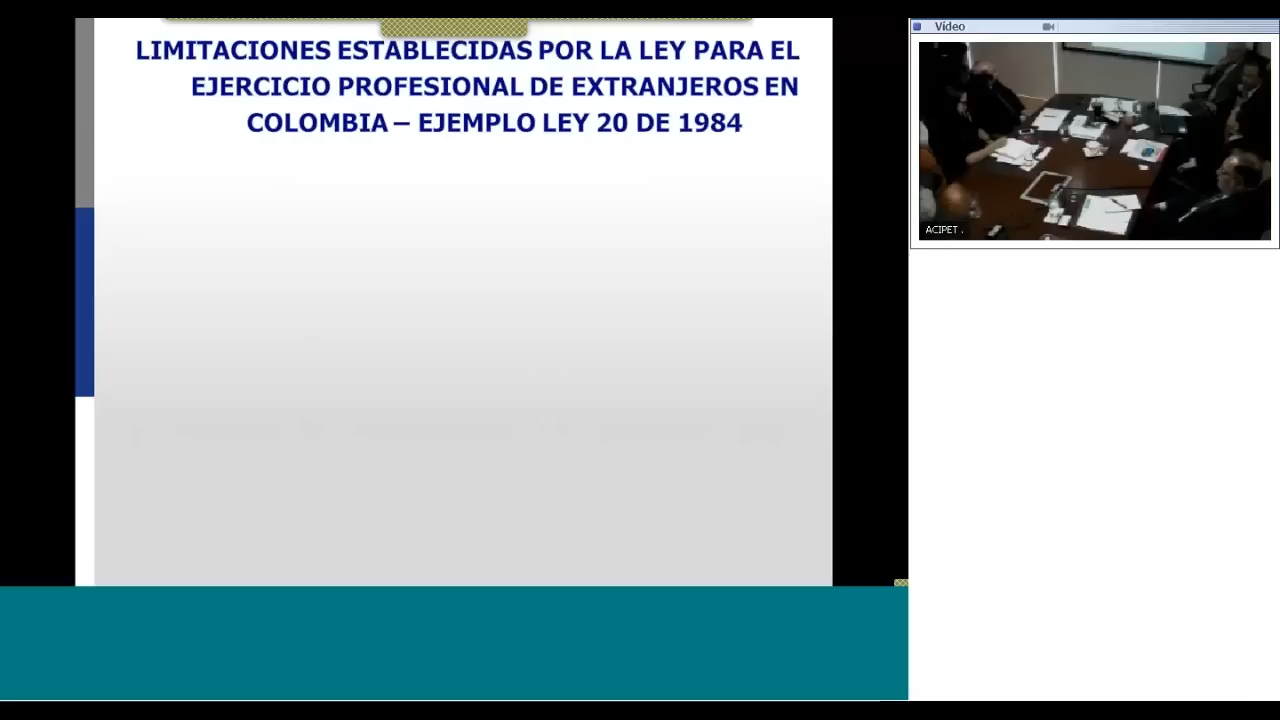 LIMITACIONES ESTABLECIDAS POR LA LEY PARA EL
EJERCICIO PROFESIONAL DE EXTRANJEROS EN
COLOMBIA – EJEMPLO LEY 20 DE 1984
Vídeo
ACIPET .